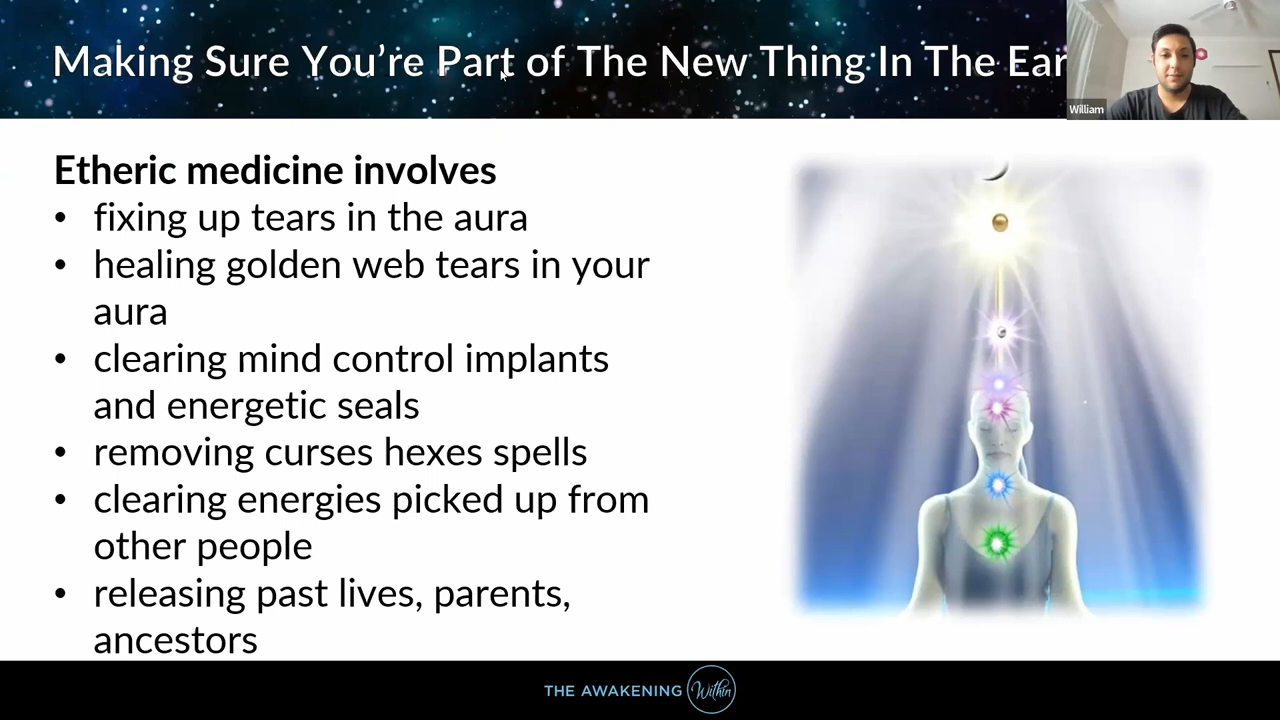 Making Sure You're Part of The New Thing In The Ear
William
Etheric medicine involves
• fixing up tears in the aura
• healing golden web tears in your
aura
• clearing mind control implants
and energetic seals
• removing curses hexes spells
• clearing energies picked up from
other people
• releasing past lives, parents,
ancestors
THE AWAKENING Within